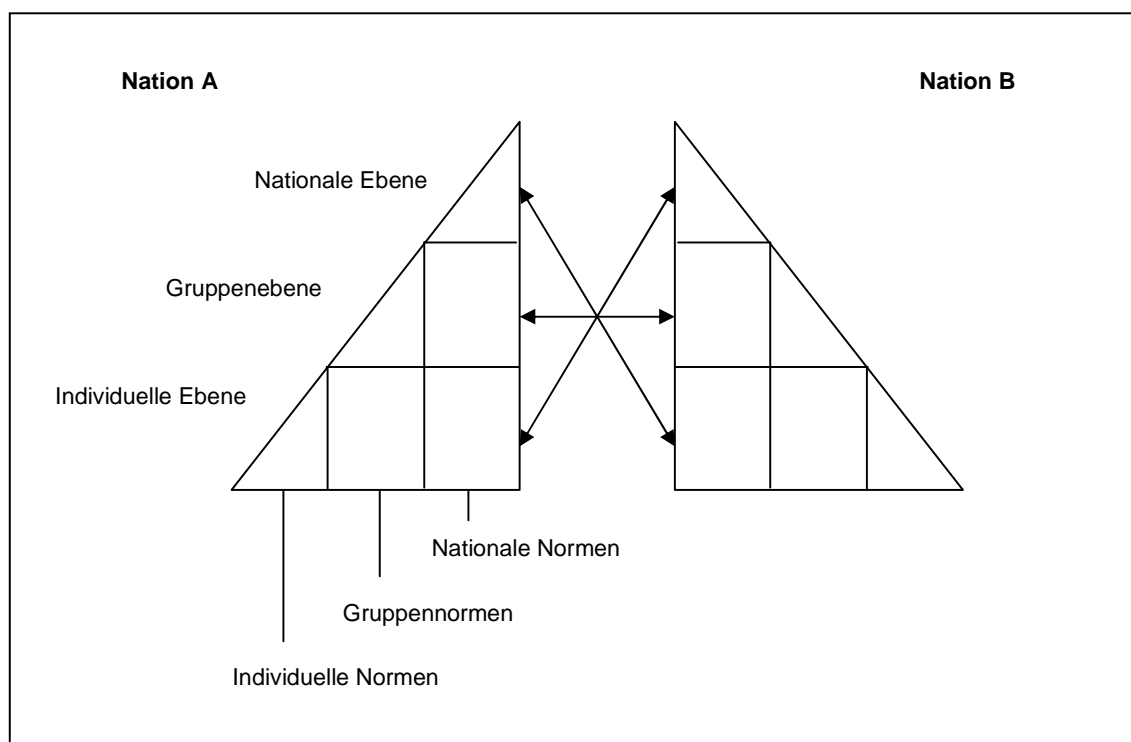 Nation A
Nation B
Nationale Ebene
Gruppenebene
Individuelle Ebene
Nationale Normen
Gruppennormen
Individuelle Normen